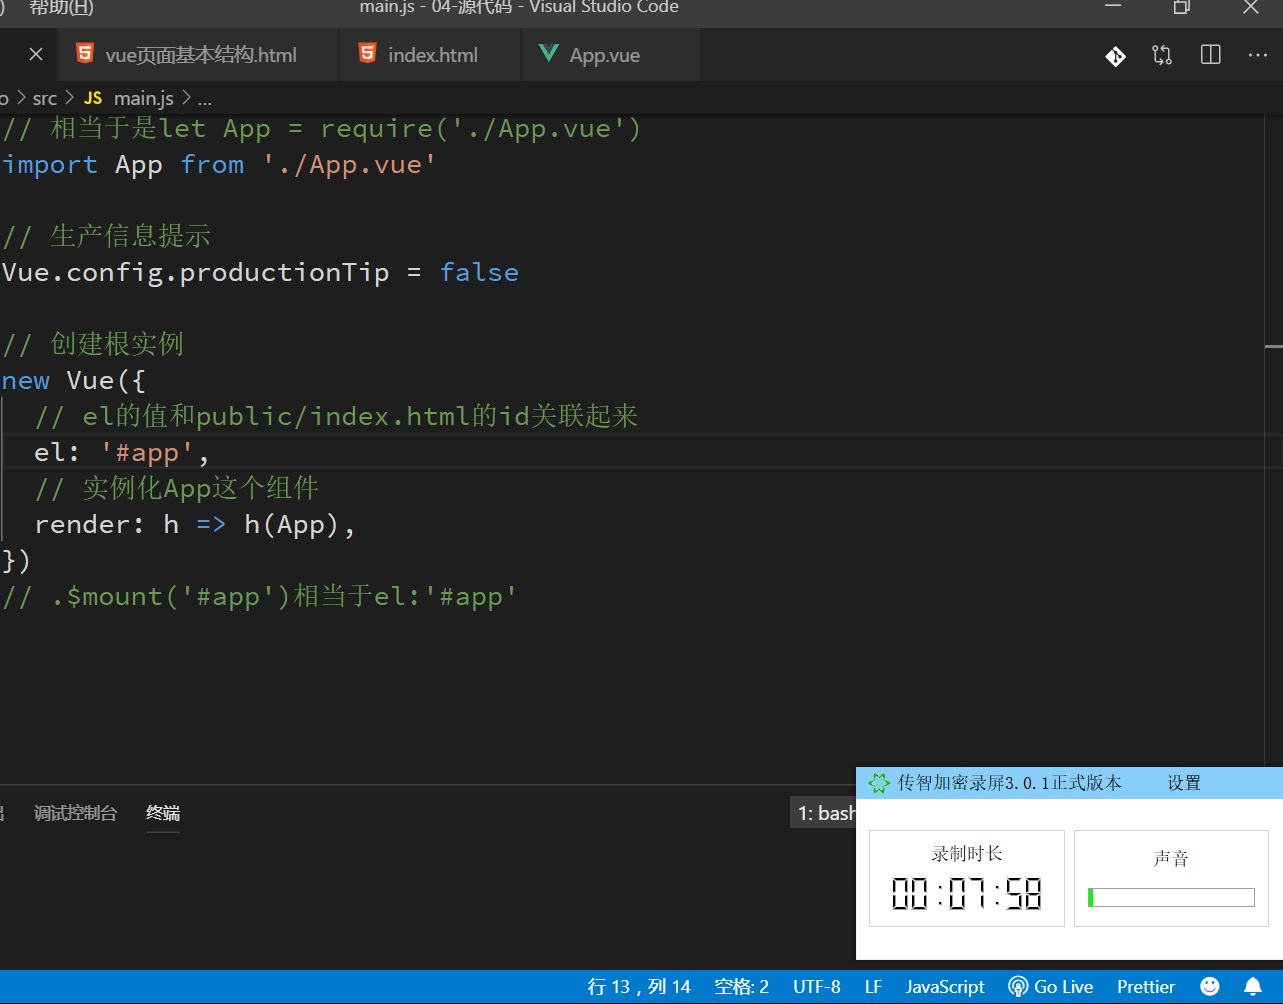 帮助(H)
main.js - 04-源代码 - Visual Studio Code
vue页面基本结构.html
index.html
App.vue
src > JS main.js > ...
// 相当于是let App = require('./App.vue')
import App from './App.vue'
// 生产信息提示
Vue.config.productionTip = false
// 创建根实例
new Vue({
// el的值和public/index.html的id关联起来
el: '#app',
// 实例化App这个组件
render: h => h(App),
})
// .$mount('#app')相当于el:'#app'
调试控制台
终端
1: bash
传智加密录屏3.0.1正式版本
设置
录制时长
00:07:58
声音
行 13，列 14
空格: 2
UTF-8
LF
JavaScript
Go Live
Prettier